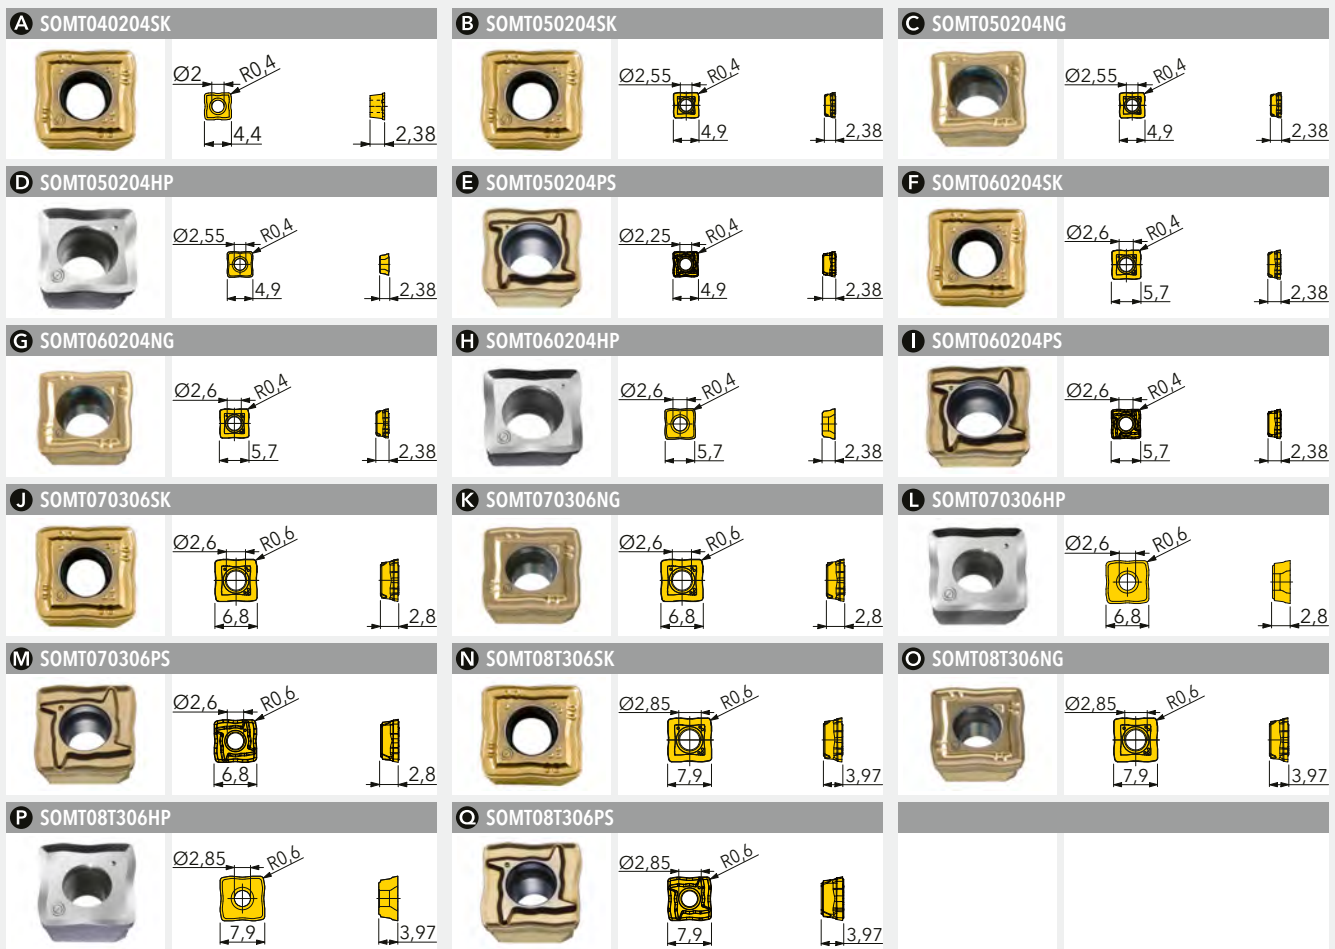 A SOMT040204SK
Ø2
R0,4
4,4
2,38
B SOMT050204SK
Ø2,55
R0,4
4,9
2,38
C SOMT050204NG
Ø2,55
R0,4
4,9
2,38
D SOMT050204HP
Ø2,55
R0,4
4,9
2,38
E SOMT050204PS
Ø2,25
R0,4
4,9
2,38
F SOMT060204SK
Ø2,6
R0,4
5,7
2,38
G SOMT060204NG
Ø2,6
R0,4
5,7
2,38
H SOMT060204HP
Ø2,6
R0,4
5,7
2,38
I SOMT060204PS
Ø2,6
R0,4
5,7
2,38
J SOMT070306SK
Ø2,6
R0,6
6,8
2,8
K SOMT070306NG
Ø2,6
R0,6
6,8
2,8
L SOMT070306HP
Ø2,6
R0,6
6,8
2,8
M SOMT070306PS
Ø2,6
R0,6
6,8
2,8
N SOMT08T306SK
Ø2,85
R0,6
7,9
3,97
O SOMT08T306NG
Ø2,85
R0,6
7,9
3,97
P SOMT08T306HP
Ø2,85
R0,6
7,9
3,97
Q SOMT08T306PS
Ø2,85
R0,6
7,9
3,97